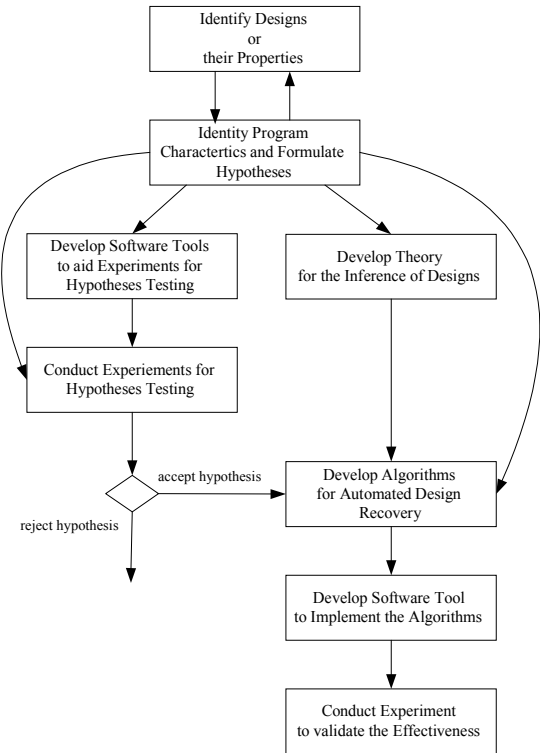 Identify Designs
or
their Properties
Identity Program
Charactertics and Formulate
Hypotheses
Develop Software Tools
to aid Experiments for
Hypotheses Testing
Develop Theory
for the Inference of Designs
Conduct Experiements for
Hypotheses Testing
accept hypothesis
reject hypothesis
Develop Algorithms
for Automated Design
Recovery
Develop Software Tool
to Implement the Algorithms
Conduct Experiment
to validate the Effectiveness